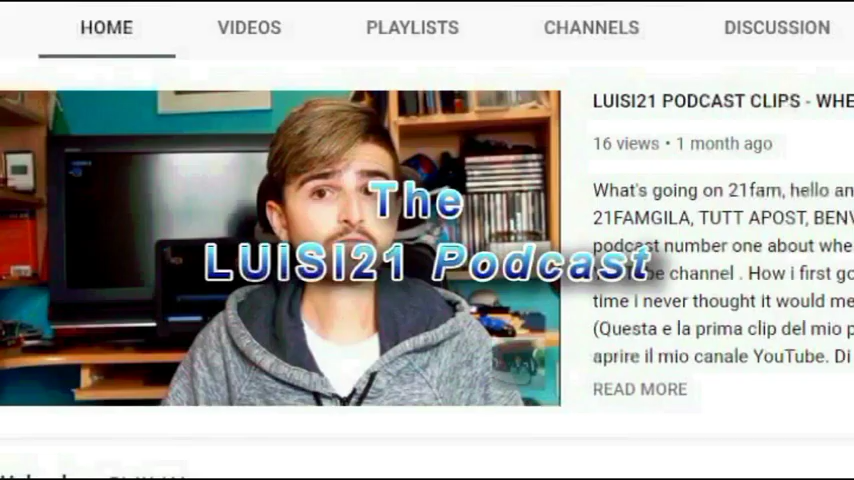 HOME VIDEOS PLAYLISTS CHANNELS DISCUSSION
The
LUISI21 Podcast
LUISI21 PODCAST CLIPS - WHE
16 views • 1 month ago
What's going on 21fam, hello an
21FAMGILA, TUTT APOST, BENV
podcast number one about whe
be channel . How i first go
time i never thought it would me
(Questa e la prima clip del mio p
aprire il mio canale YouTube. Di
READ MORE